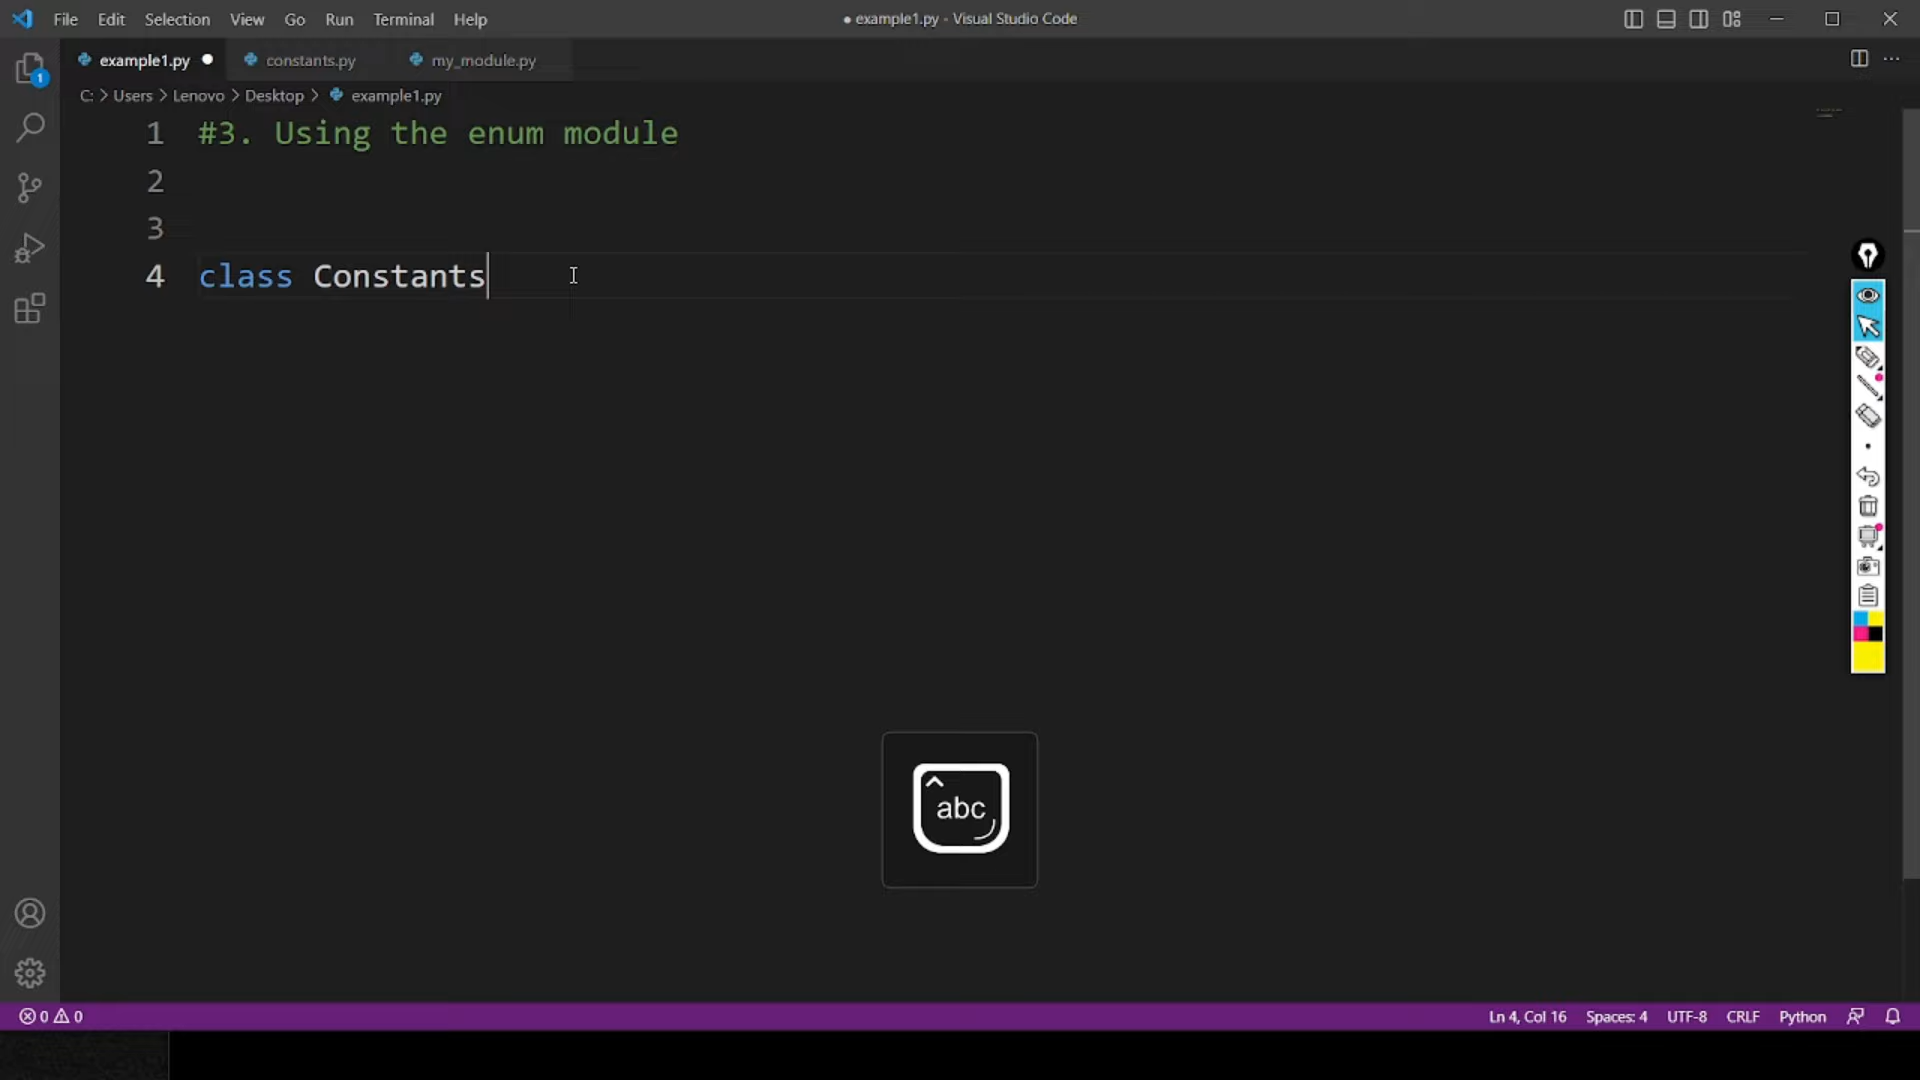 File Edit Selection View Go Run Terminal Help
● example1.py - Visual Studio Code
example1.py ● constants.py my_module.py
C: > Users > Lenovo > Desktop > example1.py
1 #3. Using the enum module
2
3
4 class Constants
1
abc
0 0
Ln 4, Col 16 Spaces: 4 UTF-8 CRLF Python